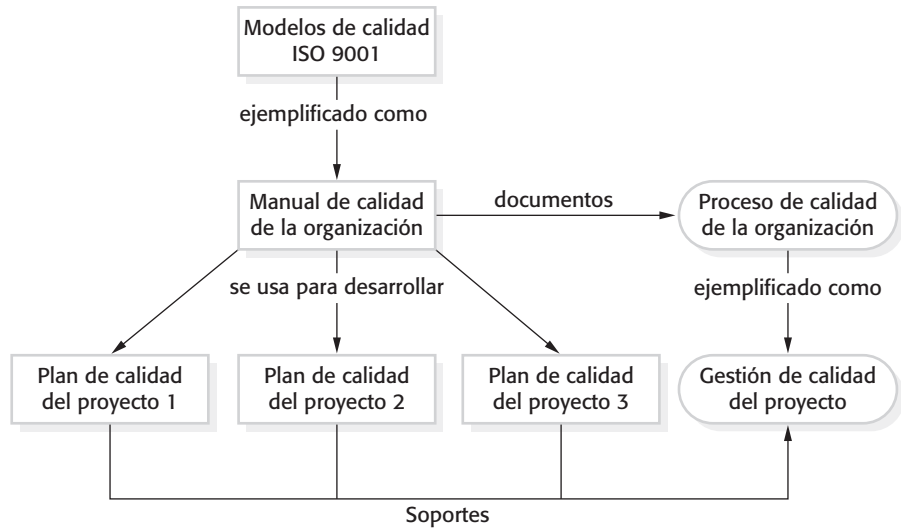 Modelos de calidad
ISO 9001
ejemplificado como
Manual de calidad
de la organización
documentos
Proceso de calidad
de la organización
se usa para desarrollar
ejemplificado como
Plan de calidad
del proyecto 1
Plan de calidad
del proyecto 2
Plan de calidad
del proyecto 3
Gestión de calidad
del proyecto
Soportes